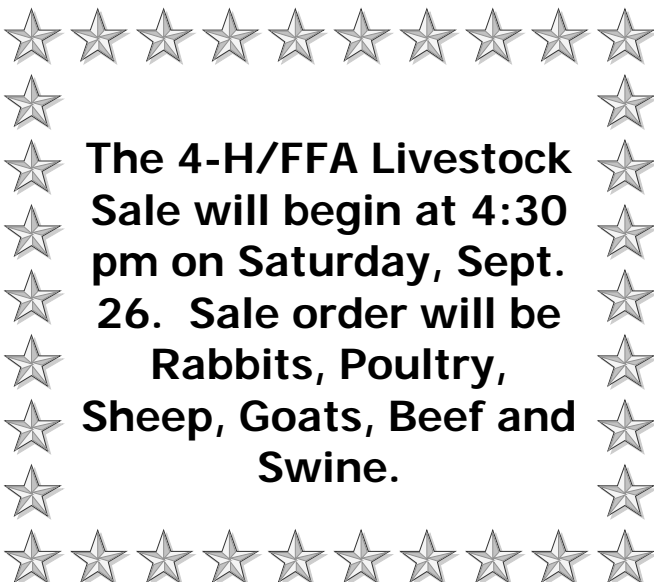 The 4-H/FFA Livestock
Sale will begin at 4:30
pm on Saturday, Sept.
26.  Sale order will be
Rabbits, Poultry,
Sheep, Goats, Beef and
Swine.